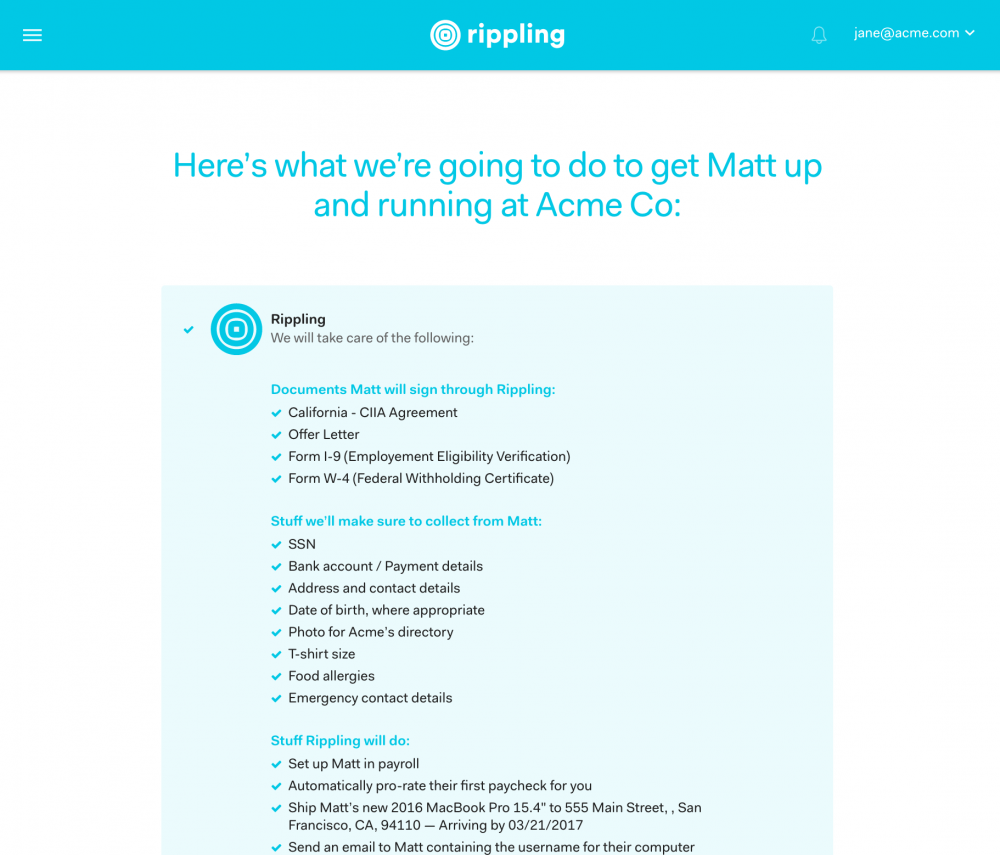 rippling
jane@acme.com
Here's what we're going to do to get Matt up
and running at Acme Co:
Rippling
We will take care of the following:
Documents Matt will sign through Rippling:
California - CIIA Agreement
Offer Letter
Form I-9 (Employement Eligibility Verification)
Form W-4 (Federal Withholding Certificate)
Stuff we'll make sure to collect from Matt:
SSN
Bank account / Payment details
Address and contact details
Date of birth, where appropriate
Photo for Acme's directory
T-shirt size
Food allergies
Emergency contact details
Stuff Rippling will do:
Set up Matt in payroll
Automatically pro-rate their first paycheck for you
Ship Matt's new 2016 MacBook Pro 15.4" to 555 Main Street, , San
Francisco, CA, 94110 — Arriving by 03/21/2017
Send an email to Matt containing the username for their computer